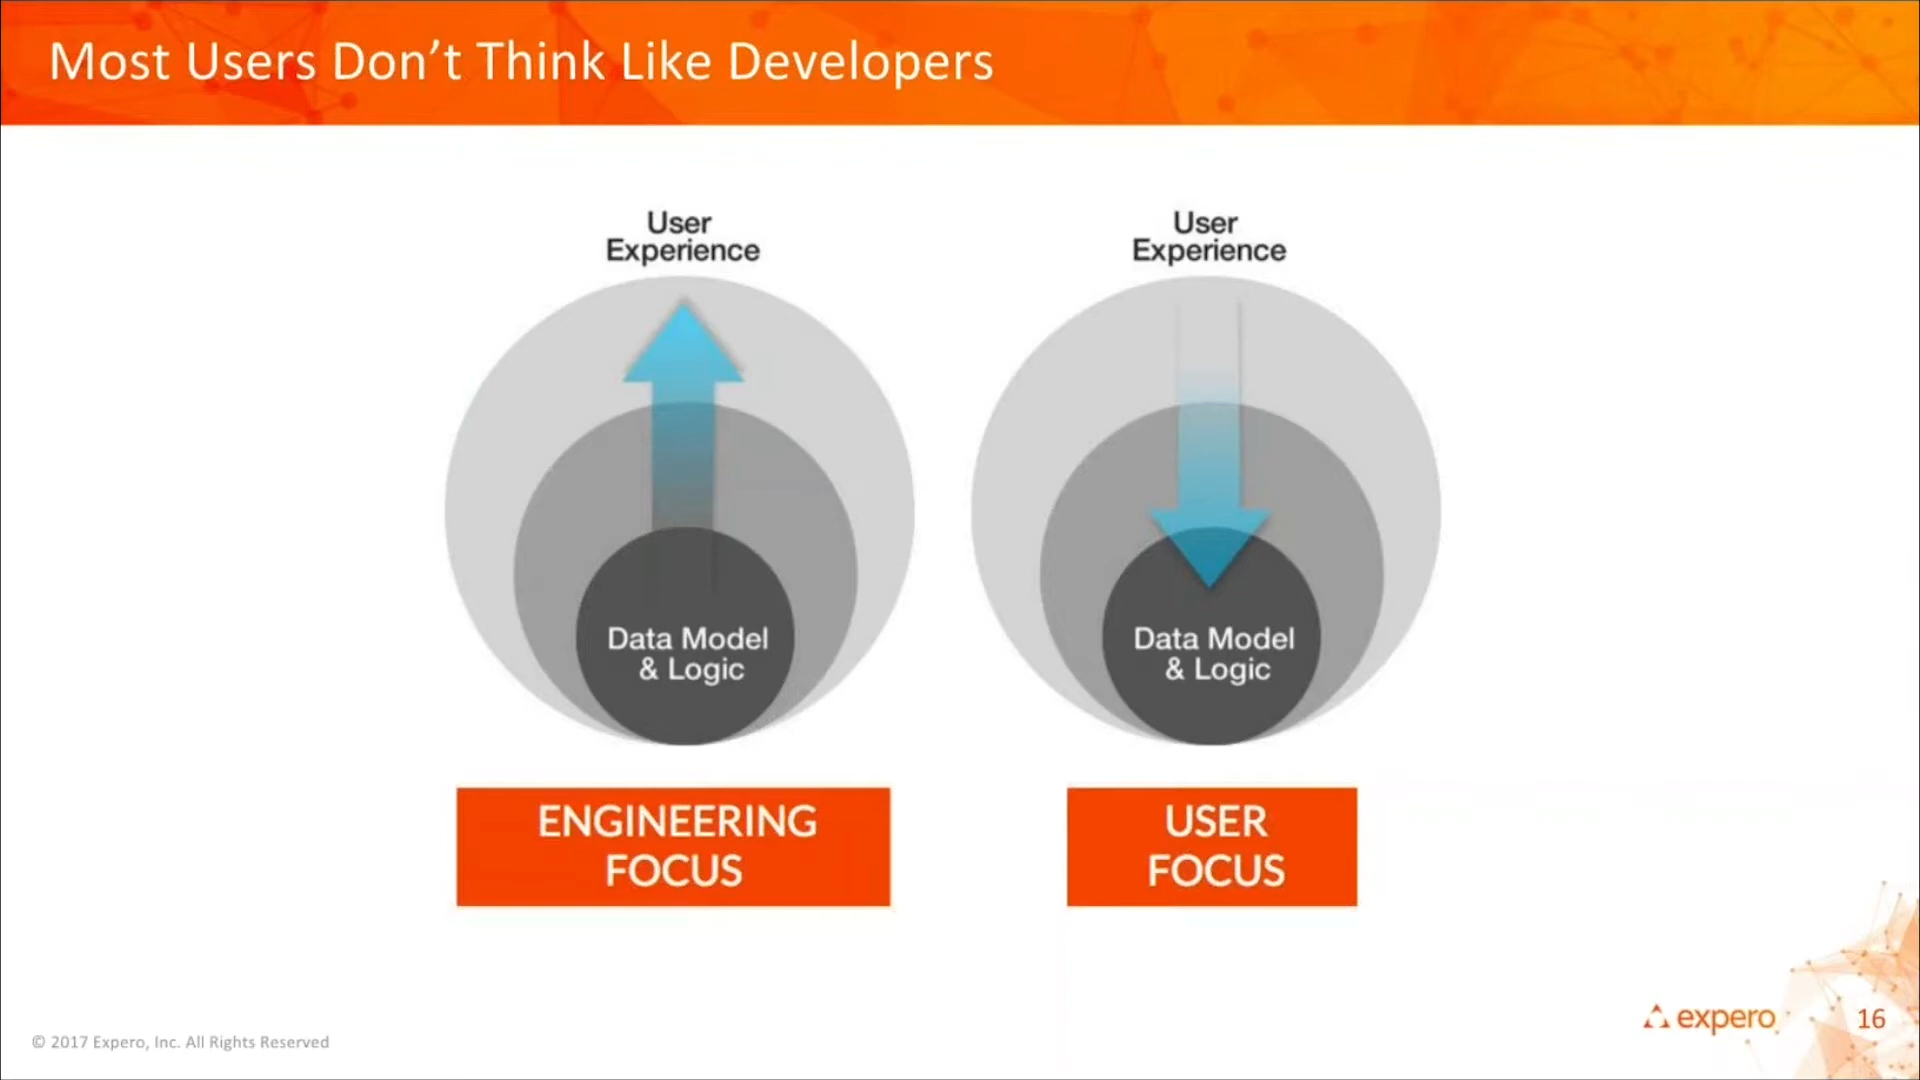 Most Users Don’t Think Like Developers
User
Experience
Data Model
& Logic
ENGINEERING
FOCUS
User
Experience
Data Model
& Logic
USER
FOCUS
© 2017 Expero, Inc. All Rights Reserved
expero
16